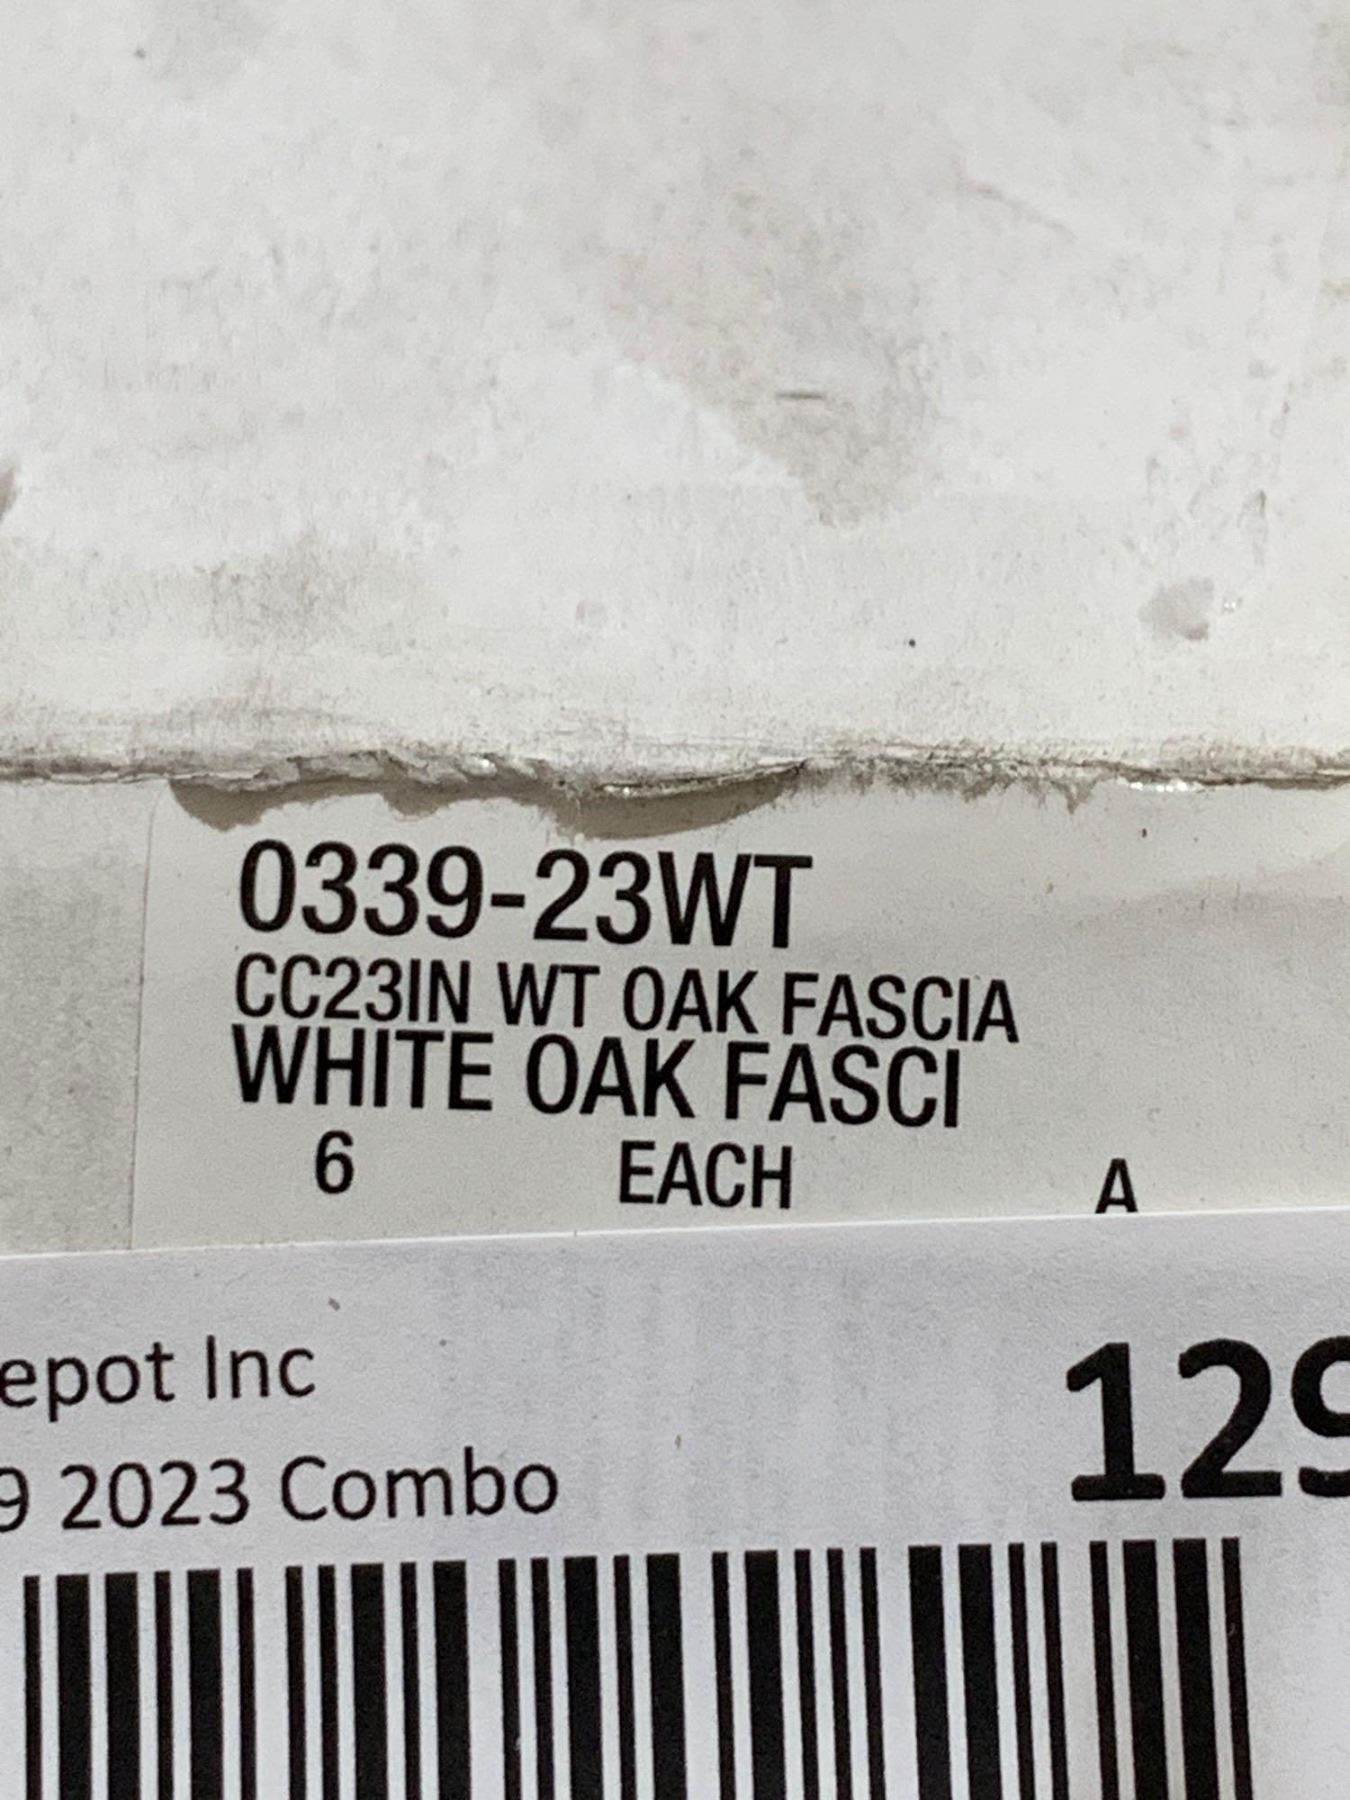 0339-23WT
CC23IN WT OAK FASCIA
WHITE OAK FASCI
6 EACH A
epot Inc
129
9 2023 Combo